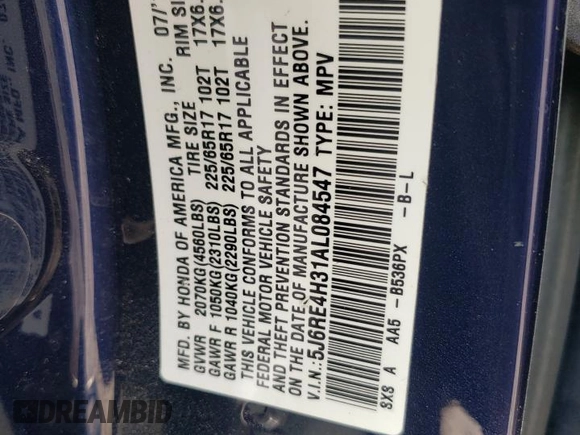 MFD. BY HONDA OF AMERICA MFG., INC. 07/
GVWR 2070KG(4560LBS) TIRE SIZE RIM SI
GAWR F 1050KG(2310LBS) 225/65R17 102T 17X6.
GAWR R 1040KG(2290LBS) 225/65R17 102T 17X6.
THIS VEHICLE CONFORMS TO ALL APPLICABLE
FEDERAL MOTOR VEHICLE SAFETY
AND THEFT PREVENTION STANDARDS IN EFFECT
ON THE DATE OF MANUFACTURE SHOWN ABOVE.
V.I.N.:5J6RE4H31AL084547 TYPE: MPV
8X8 A AA5 -B536PX -B-L
DREAMBID